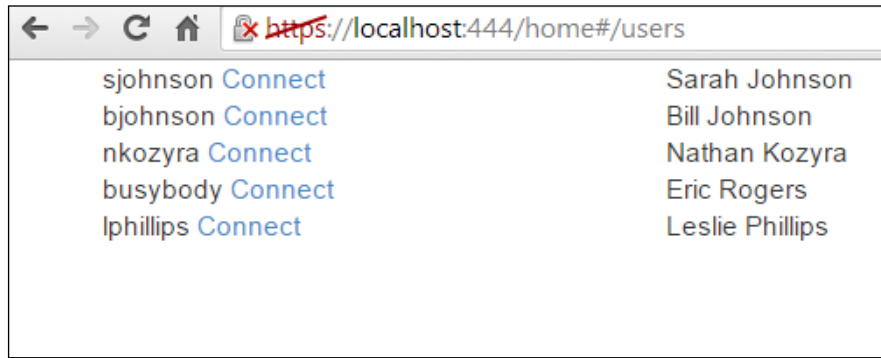 https://localhost:444/home#/users
sjohnson Connect Sarah Johnson
bjohnson Connect Bill Johnson
nkozyra Connect Nathan Kozyra
busybody Connect Eric Rogers
lphillips Connect Leslie Phillips